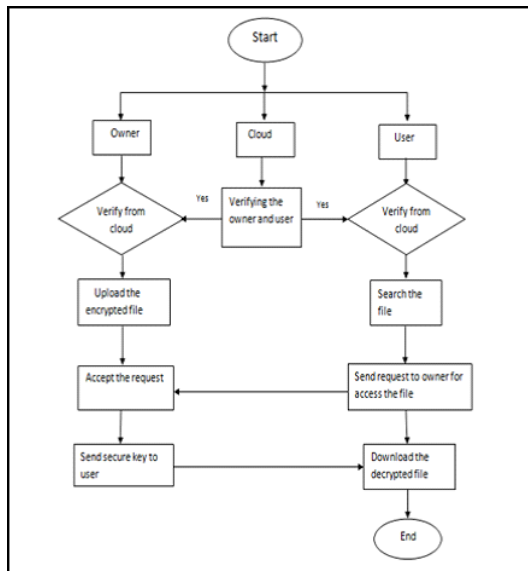 Start
Owner
Cloud
User
Verify from
cloud
Yes
Verifying the
owner and user
Yes
Verify from
cloud
Upload the
encrypted file
Search the
file
Accept the request
Send request to owner for
access the file
Send secure key to
user
Download the
decrypted file
End